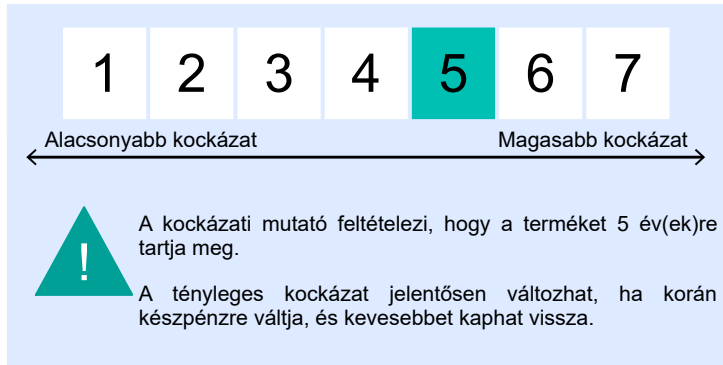 1 2 3 4 5 6 7
Alacsonyabb kockázat Magasabb kockázat
!
A kockázati mutató feltételezi, hogy a terméket 5 év(ek)re
tartja meg.
A tényleges kockázat jelentősen változhat, ha korán
készpénzre váltja, és kevesebbet kaphat vissza.